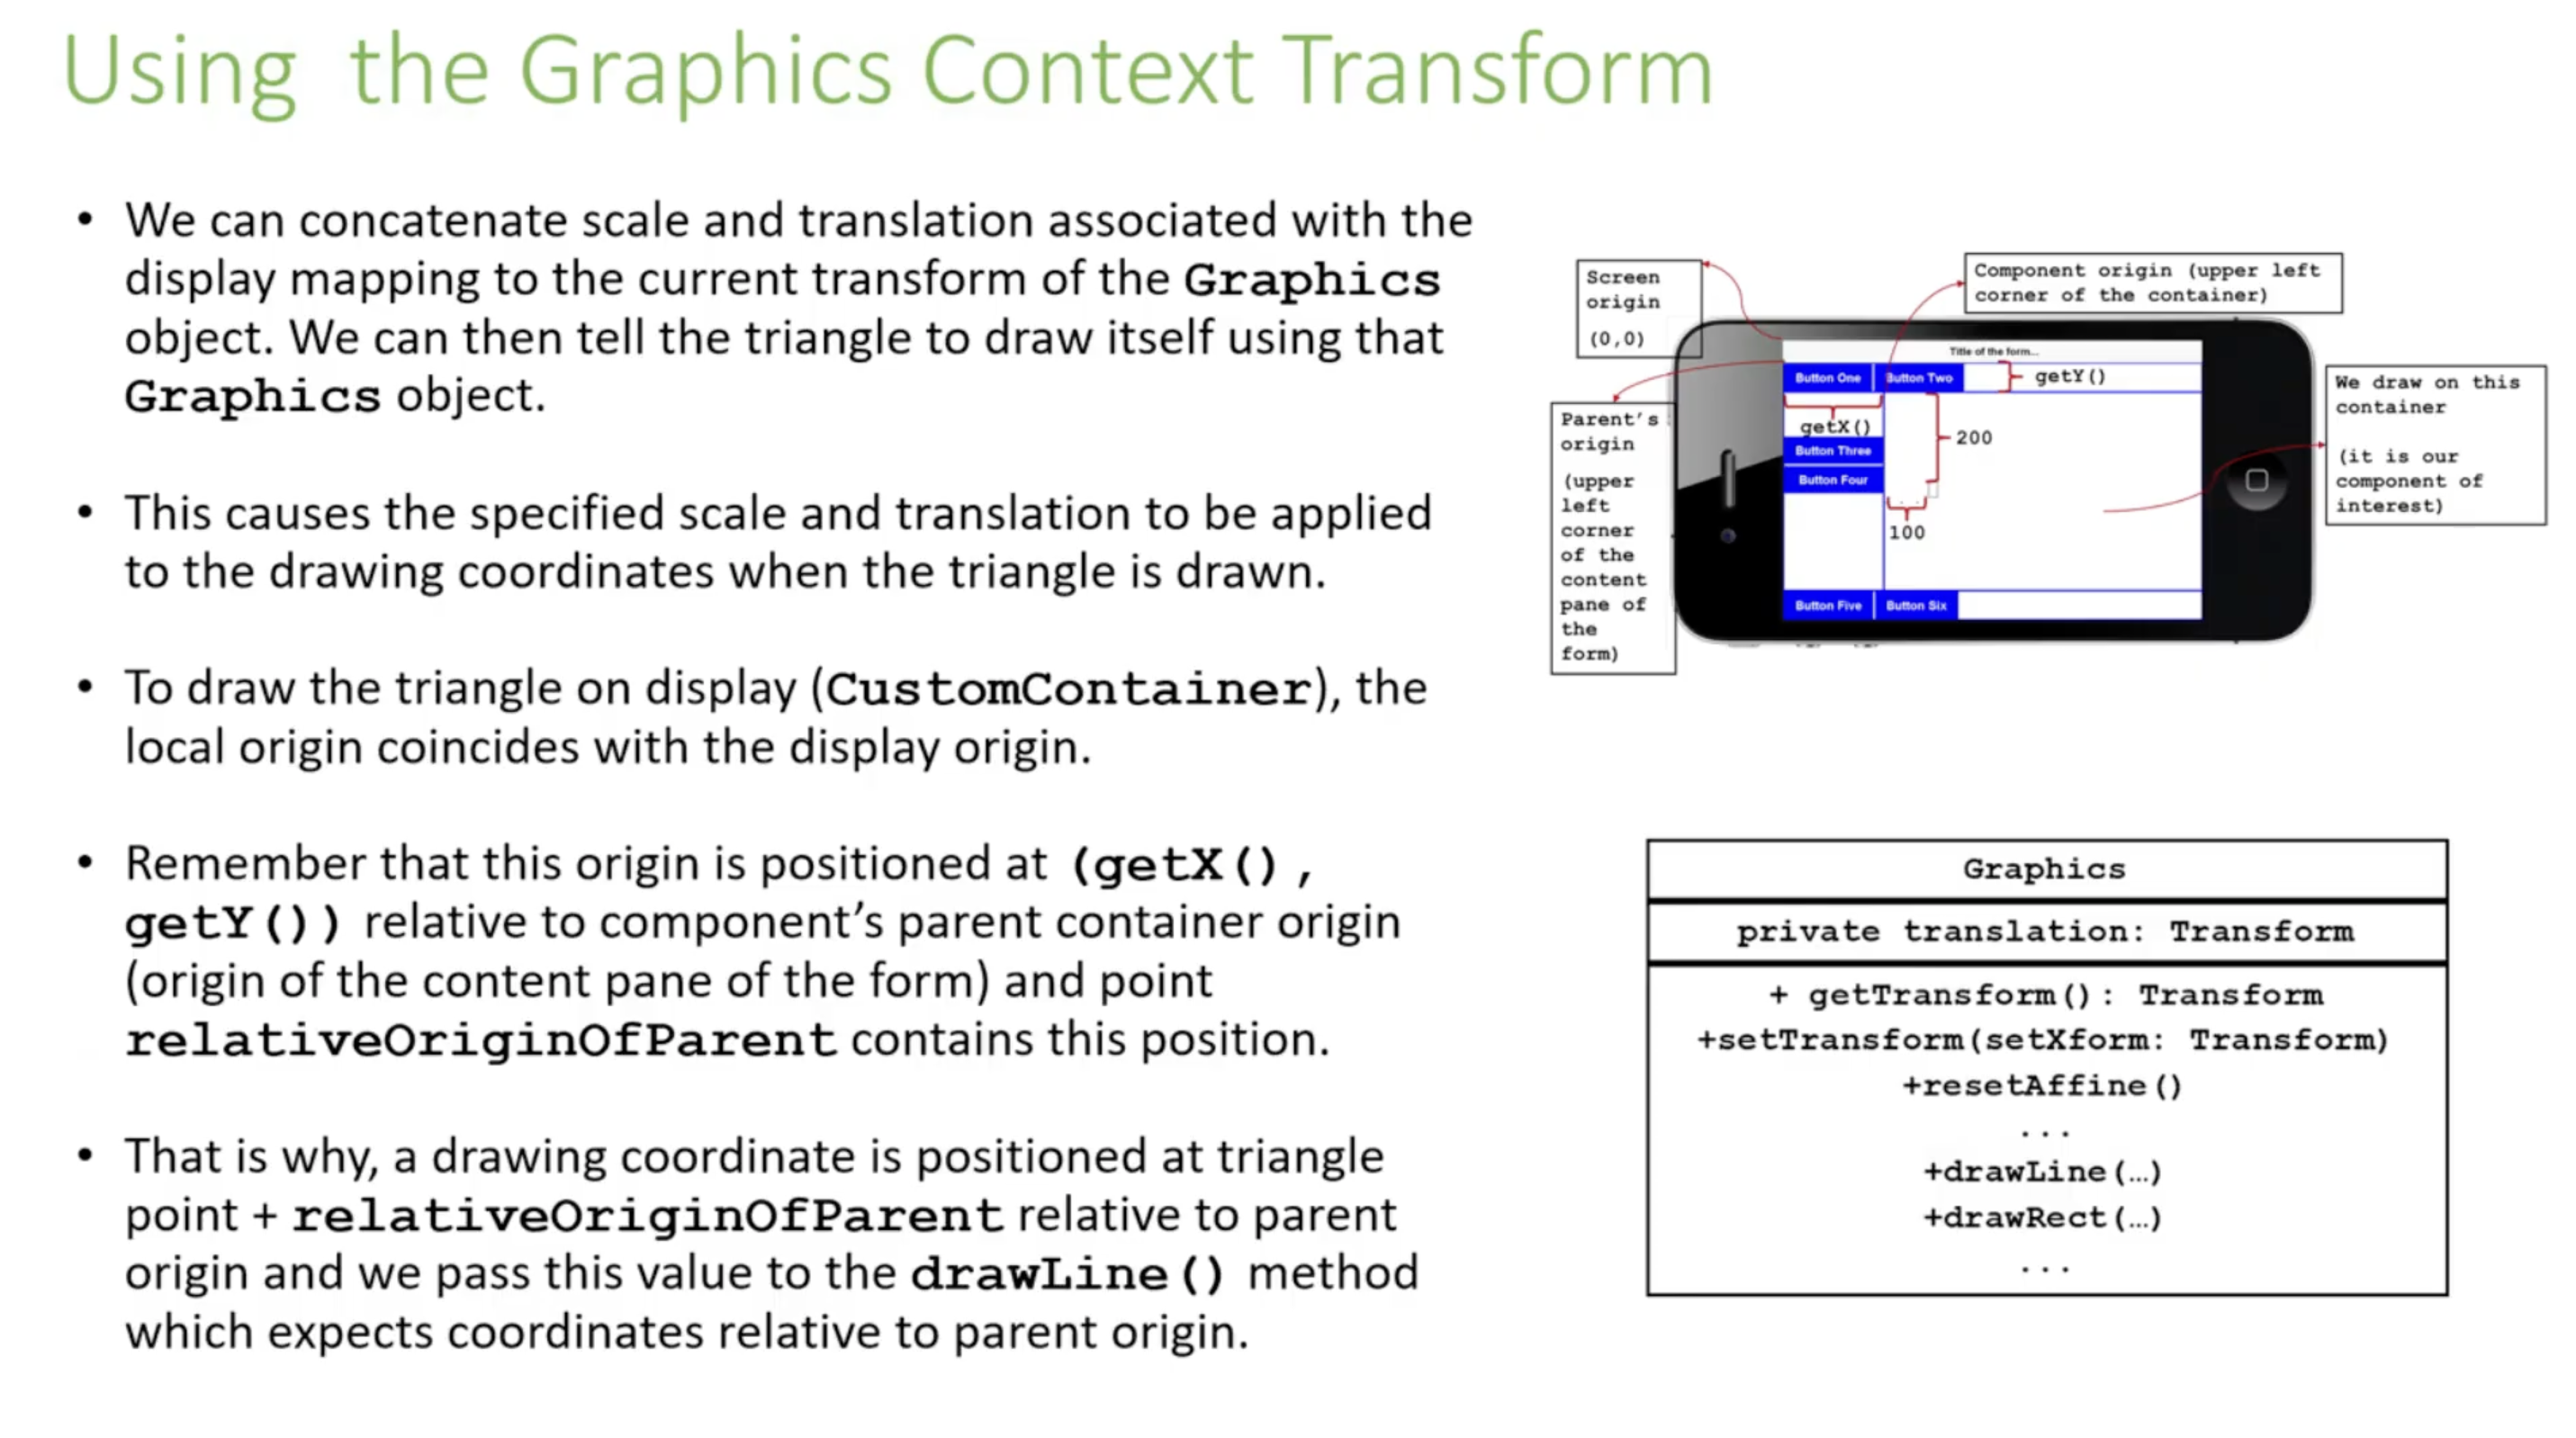 Using the Graphics Context Transform
• We can concatenate scale and translation associated with the
display mapping to the current transform of the Graphics
object. We can then tell the triangle to draw itself using that
Graphics object.
• This causes the specified scale and translation to be applied
to the drawing coordinates when the triangle is drawn.
• To draw the triangle on display (CustomContainer), the
local origin coincides with the display origin.
• Remember that this origin is positioned at (getX(),
getY()) relative to component’s parent container origin
(origin of the content pane of the form) and point
relativeOriginOfParent contains this position.
• That is why, a drawing coordinate is positioned at triangle
point + relativeOriginOfParent relative to parent
origin and we pass this value to the drawLine() method
which expects coordinates relative to parent origin.
Screen
origin
(0,0)
Component origin (upper left
corner of the container)
Parent’s
origin
(upper
left
corner
of the
content
pane of
the
form)
Title of the form...
Button One
Button Two
getY()
getX()
200
Button Three
Button Four
100
Button Five
Button Six
We draw on this
container
(it is our
component of
interest)
Graphics
private translation: Transform
+ getTransform(): Transform
+setTransform(setXform: Transform)
+resetAffine()
...
+drawLine(…)
+drawRect(…)
...